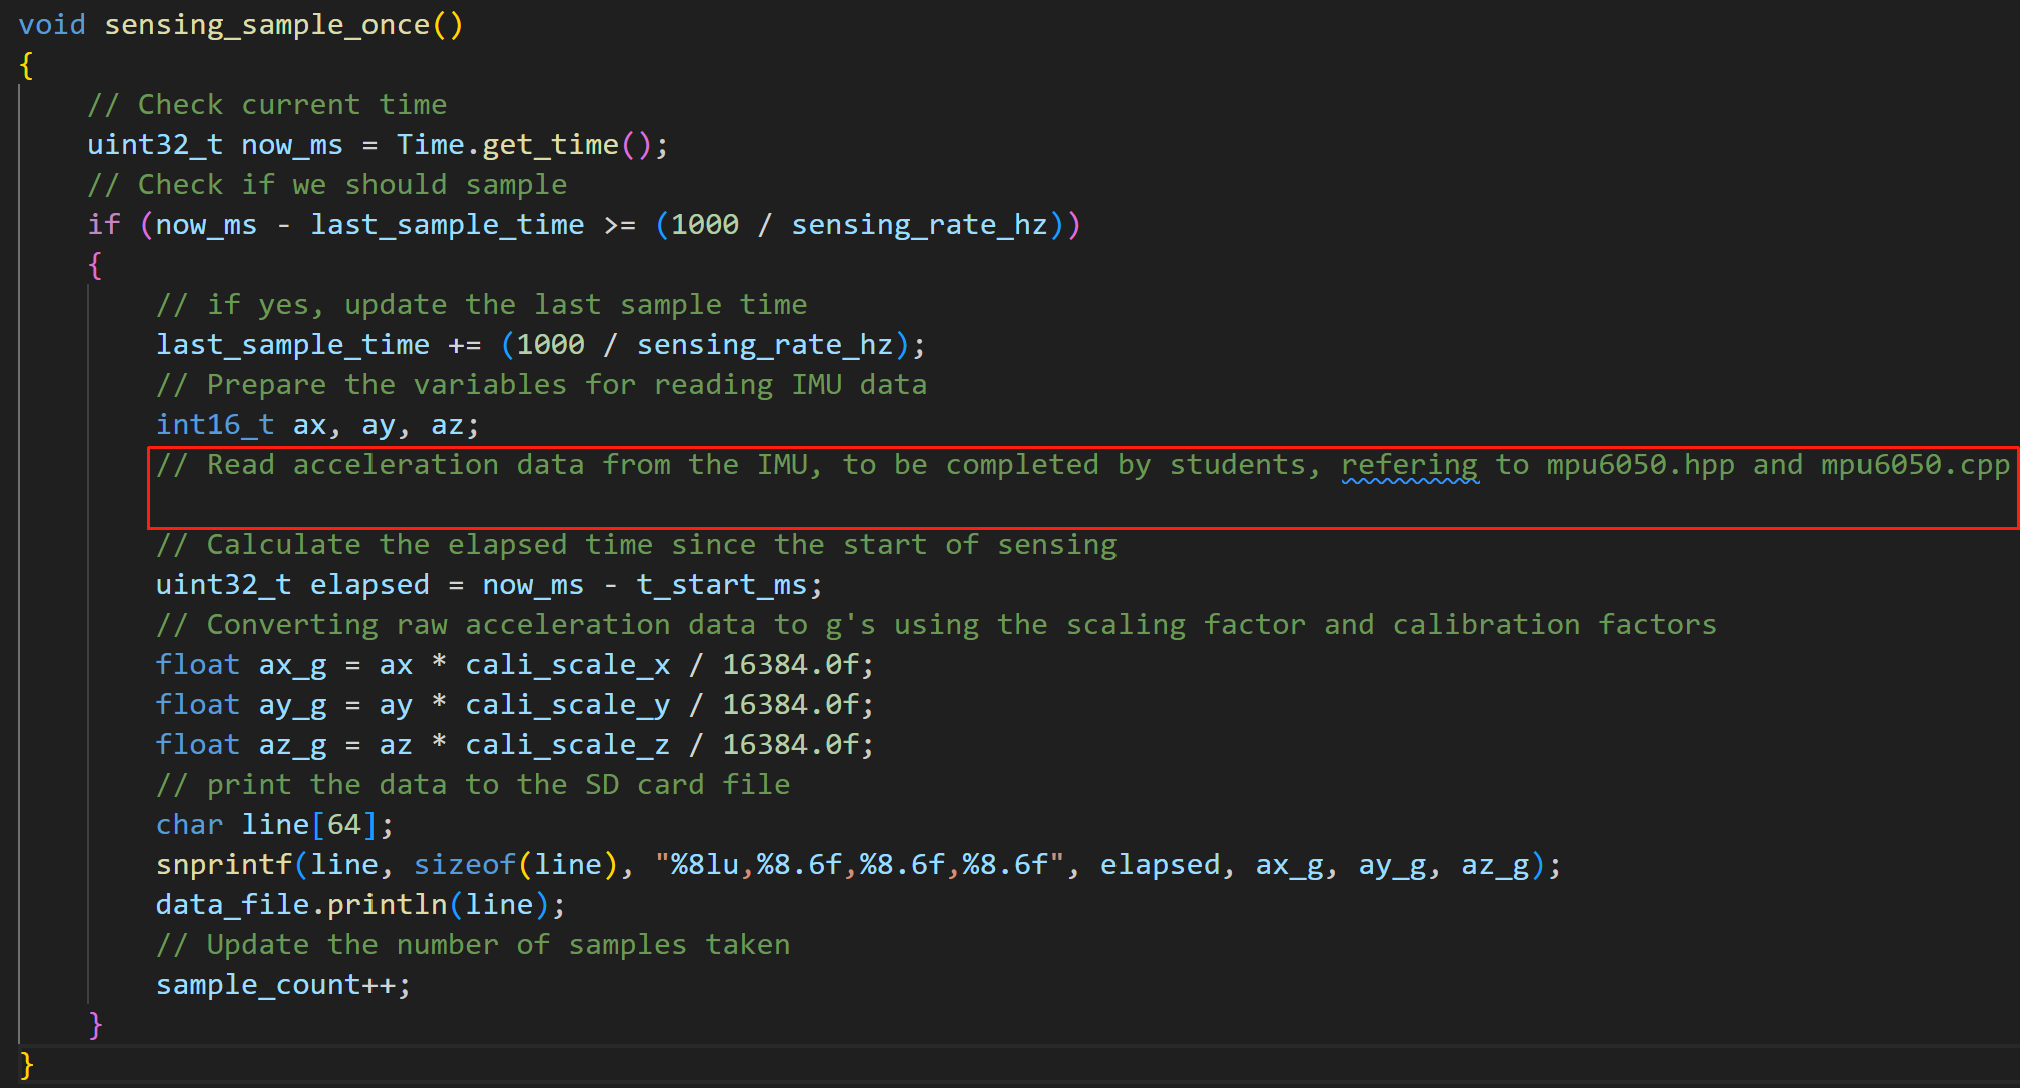 void sensing_sample_once()
{
    // Check current time
    uint32_t now_ms = Time.get_time();
    // Check if we should sample
    if (now_ms - last_sample_time >= (1000 / sensing_rate_hz))
    {
        // if yes, update the last sample time
        last_sample_time += (1000 / sensing_rate_hz);
        // Prepare the variables for reading IMU data
        int16_t ax, ay, az;
        // Read acceleration data from the IMU, to be completed by students, refering to mpu6050.hpp and mpu6050.cpp
        // Calculate the elapsed time since the start of sensing
        uint32_t elapsed = now_ms - t_start_ms;
        // Converting raw acceleration data to g's using the scaling factor and calibration factors
        float ax_g = ax * cali_scale_x / 16384.0f;
        float ay_g = ay * cali_scale_y / 16384.0f;
        float az_g = az * cali_scale_z / 16384.0f;
        // print the data to the SD card file
        char line[64];
        snprintf(line, sizeof(line), "%8lu,%8.6f,%8.6f,%8.6f", elapsed, ax_g, ay_g, az_g);
        data_file.println(line);
        // Update the number of samples taken
        sample_count++;
    }
}